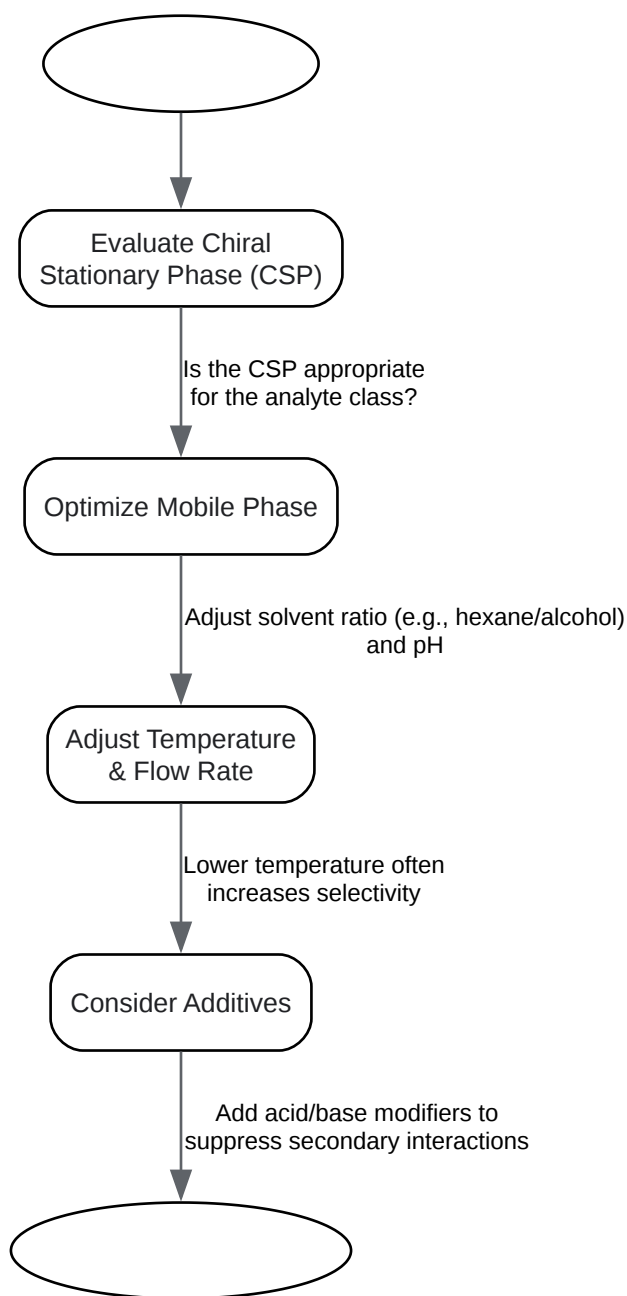 Evaluate Chiral
Stationary Phase (CSP)
Is the CSP appropriate
for the analyte class?
Optimize Mobile Phase
Adjust solvent ratio (e.g., hexane/alcohol)
and pH
Adjust Temperature
& Flow Rate
Lower temperature often
increases selectivity
Consider Additives
Add acid/base modifiers to
suppress secondary interactions